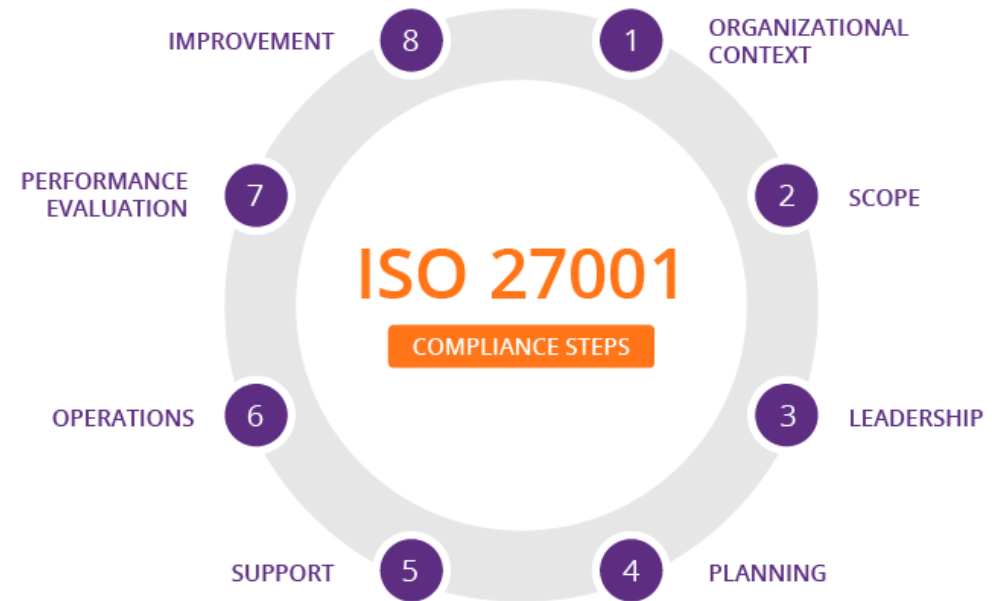 ISO 27001
COMPLIANCE STEPS
1
ORGANIZATIONAL
CONTEXT
2
SCOPE
3
LEADERSHIP
4
PLANNING
5
SUPPORT
6
OPERATIONS
7
PERFORMANCE
EVALUATION
8
IMPROVEMENT